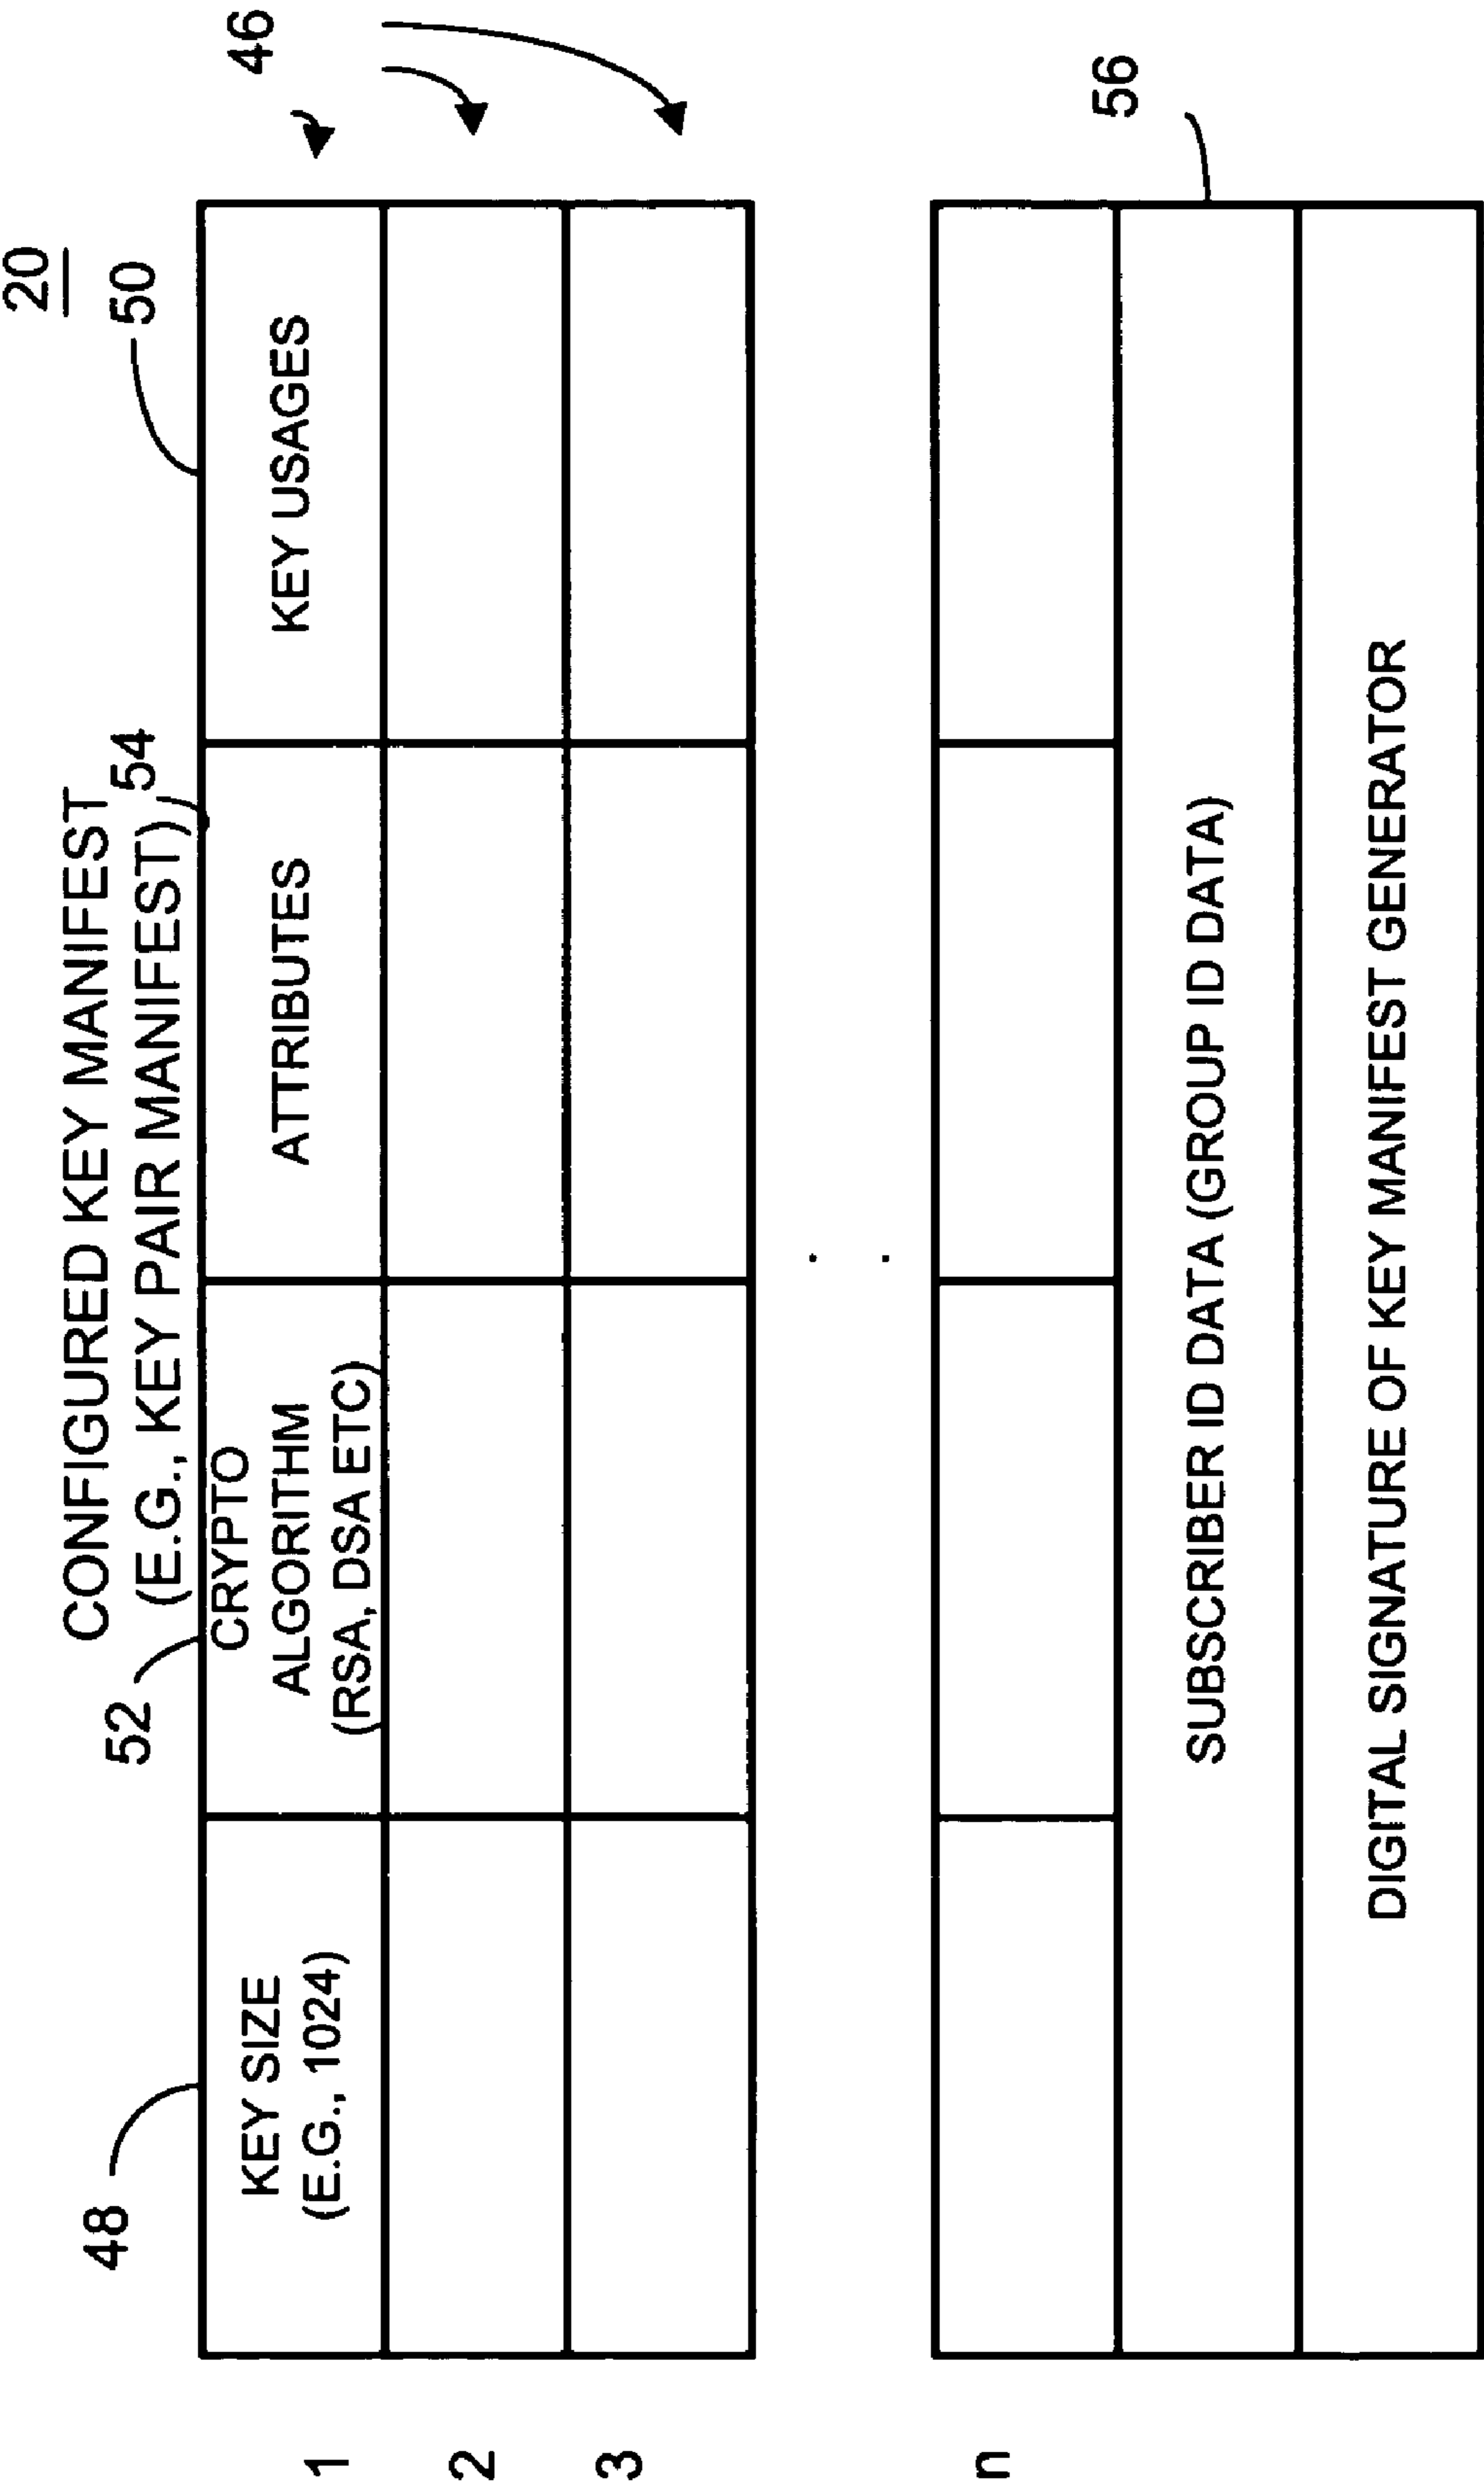 20
CONFIGURED KEY MANIFEST
(E.G., KEY PAIR MANIFEST)
48
52
54
50
46
1
KEY SIZE
(E.G., 1024)
CRYPTO
ALGORITHM
(RSA, DSA ETC)
ATTRIBUTES
KEY USAGES
2
3
n
56
SUBSCRIBER ID DATA (GROUP ID DATA)
DIGITAL SIGNATURE OF KEY MANIFEST GENERATOR